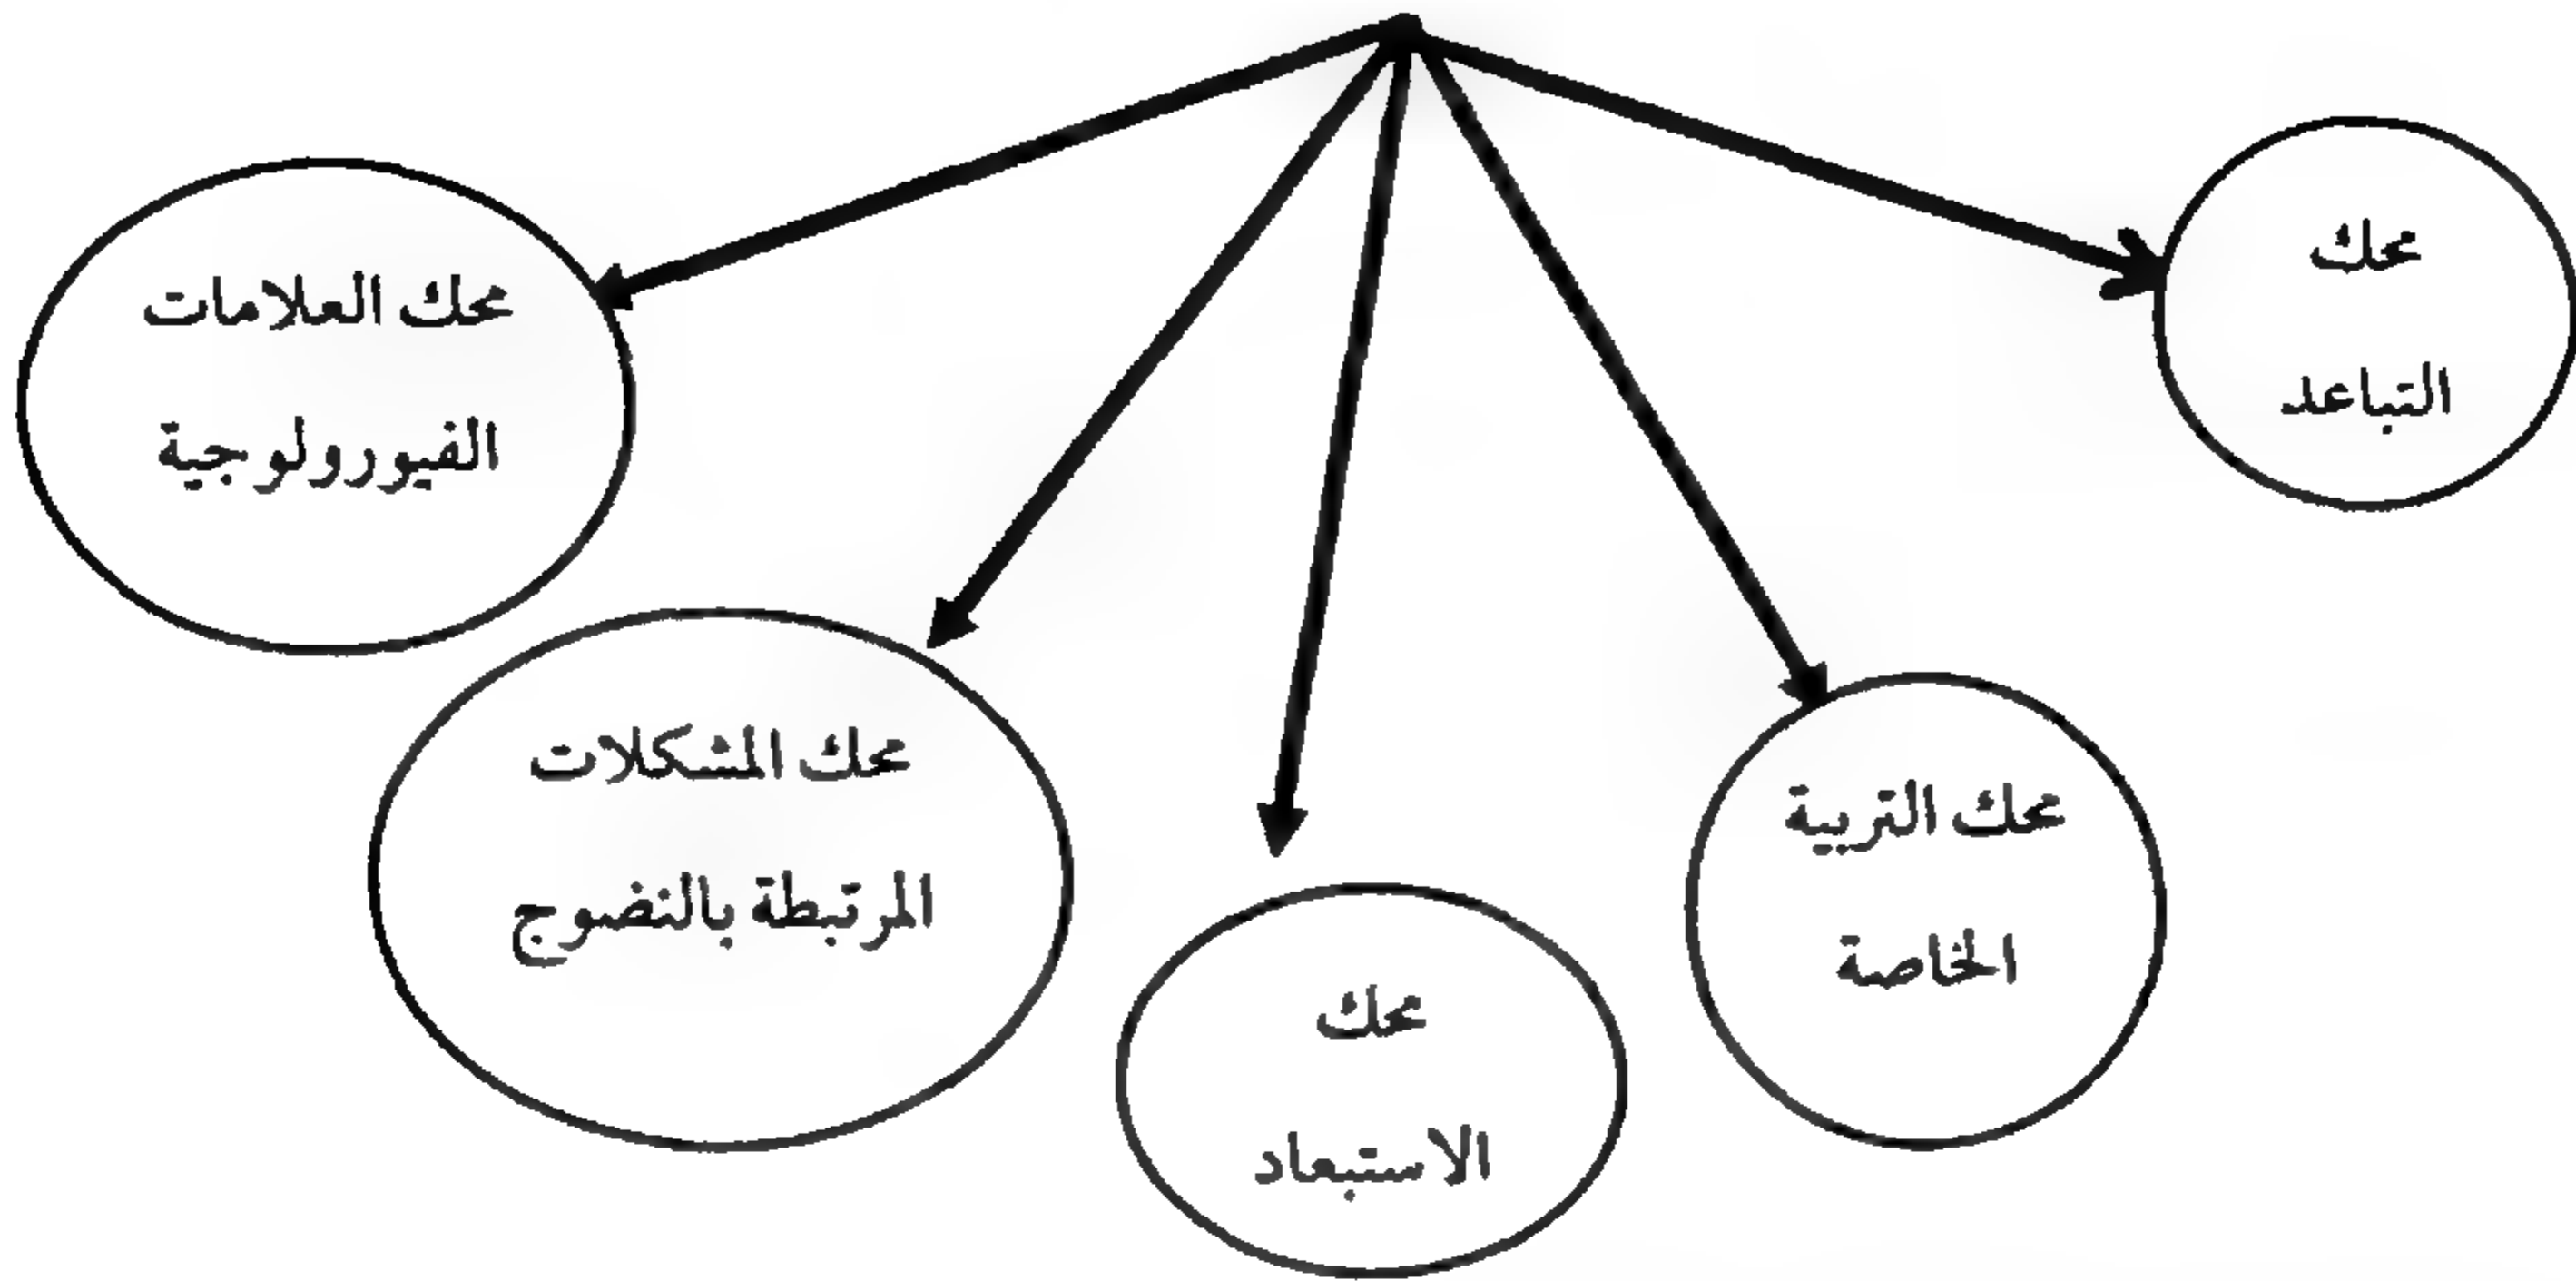 محك
التباعد
محك التربية
الخاصة
محك
الاستبعاد
محك المشكلات
المرتبطة بالنضوج
محك العلامات
الفيورولوجية